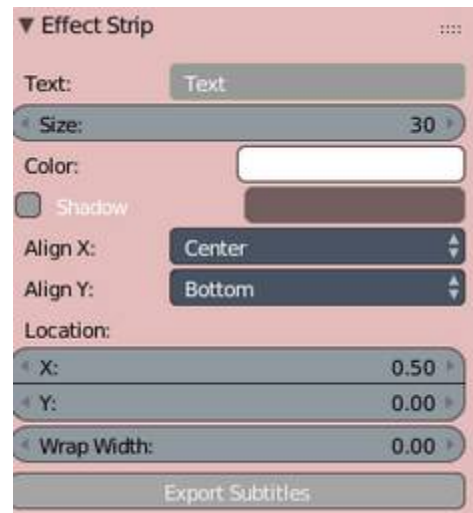 Effect Strip
Text: Text
Size: 30
Color:
Shadow
Align X: Center
Align Y: Bottom
Location:
X: 0.50
Y: 0.00
Wrap Width: 0.00
Export Subtitles